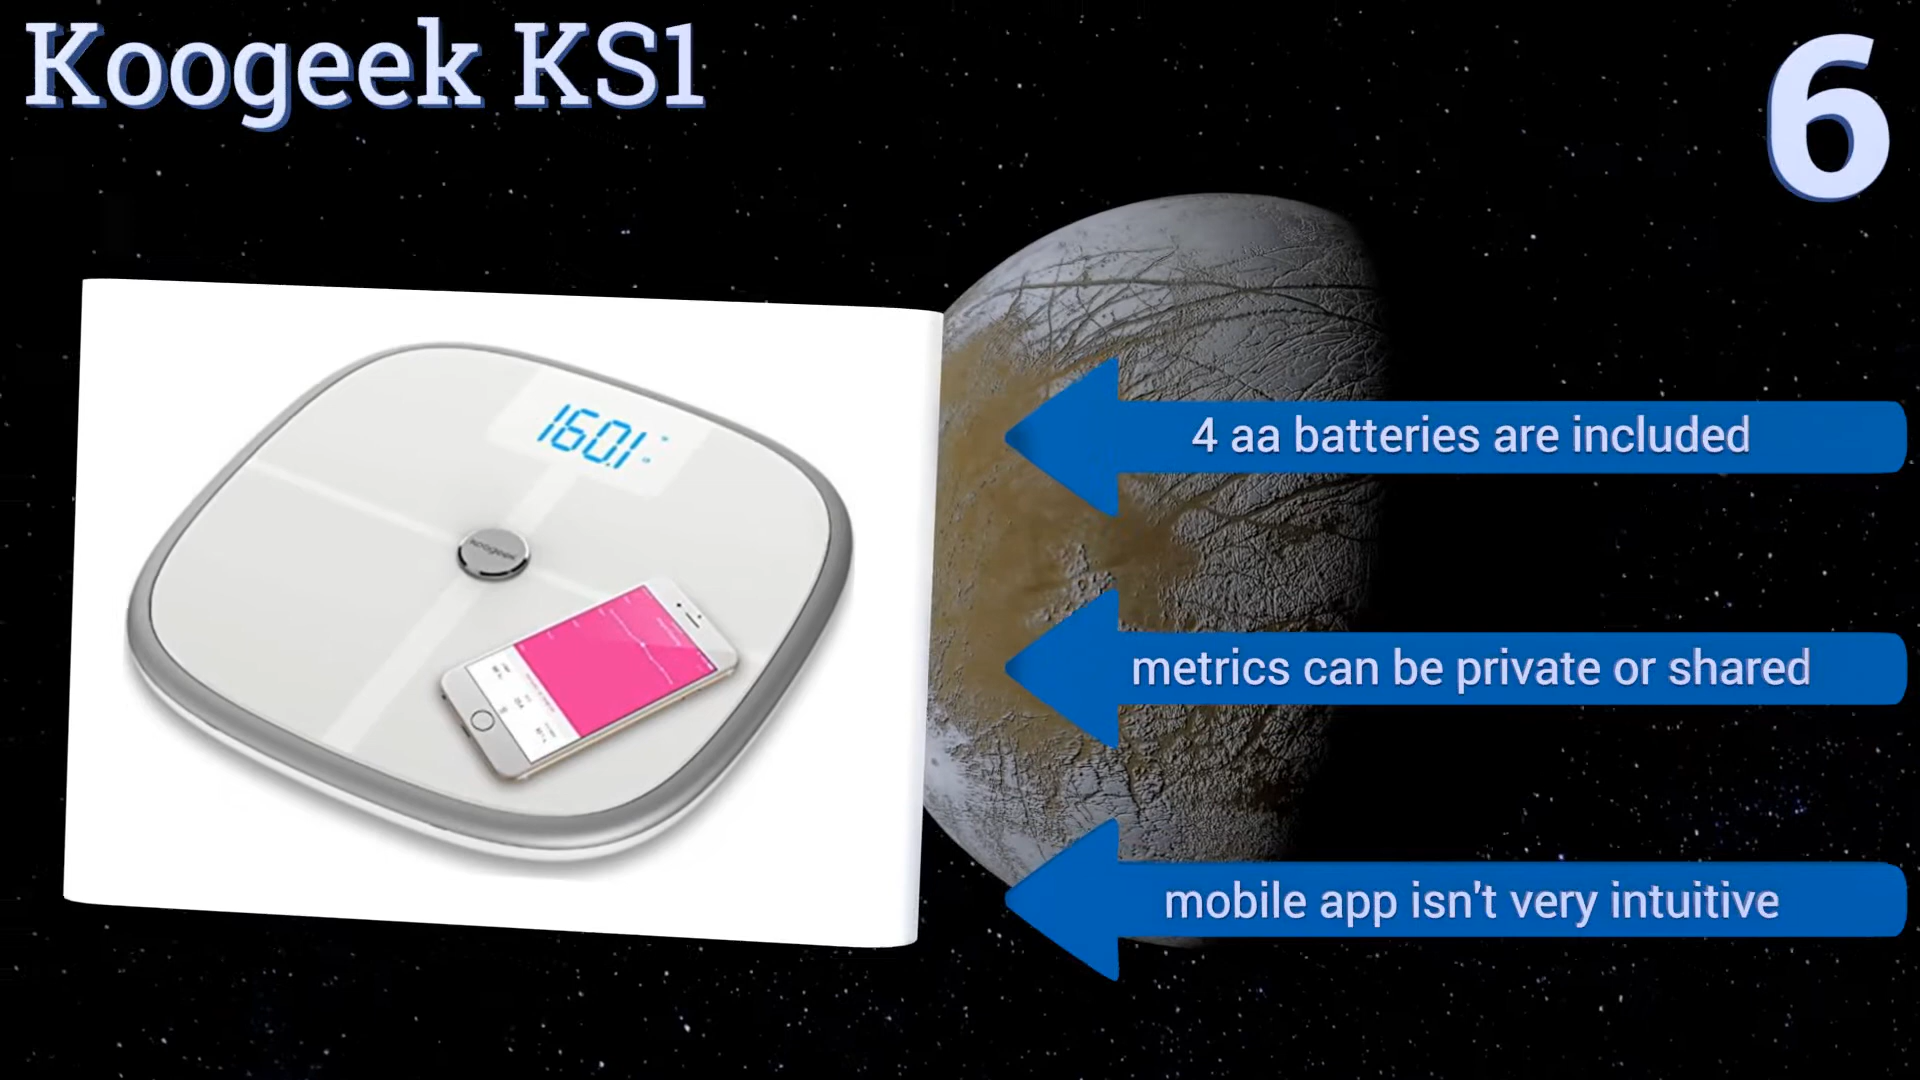 Koogeek KS1
6
160.1
Koogeek
4 aa batteries are included
metrics can be private or shared
mobile app isn't very intuitive